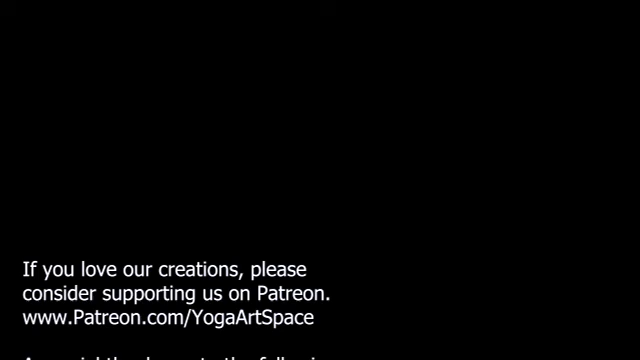 If you love our creations, please
consider supporting us on Patreon.
www.Patreon.com/YogaArtSpace